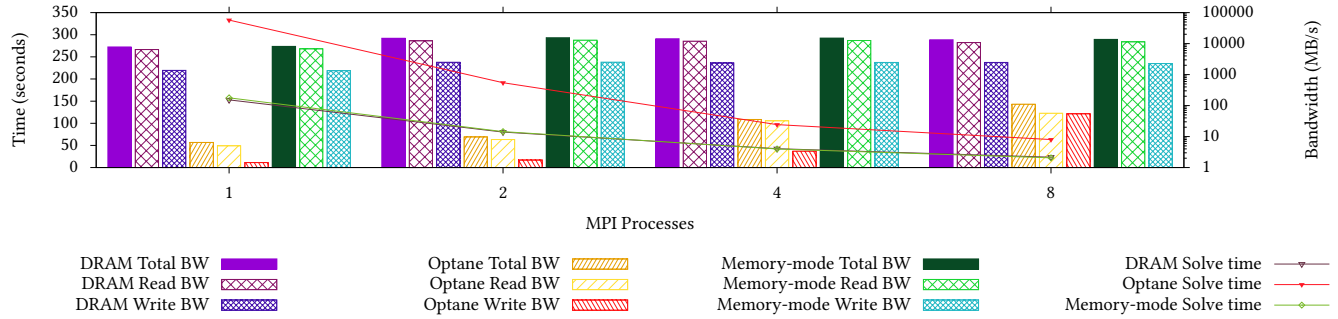 Time (seconds)
350
300
250
200
150
100
50
0
100000
10000
1000
100
10
1
Bandwidth (MB/s)
1 2 4 8
MPI Processes
DRAM Total BW Optane Total BW Memory-mode Total BW DRAM Solve time
DRAM Read BW Optane Read BW Memory-mode Read BW Optane Solve time
DRAM Write BW Optane Write BW Memory-mode Write BW Memory-mode Solve time